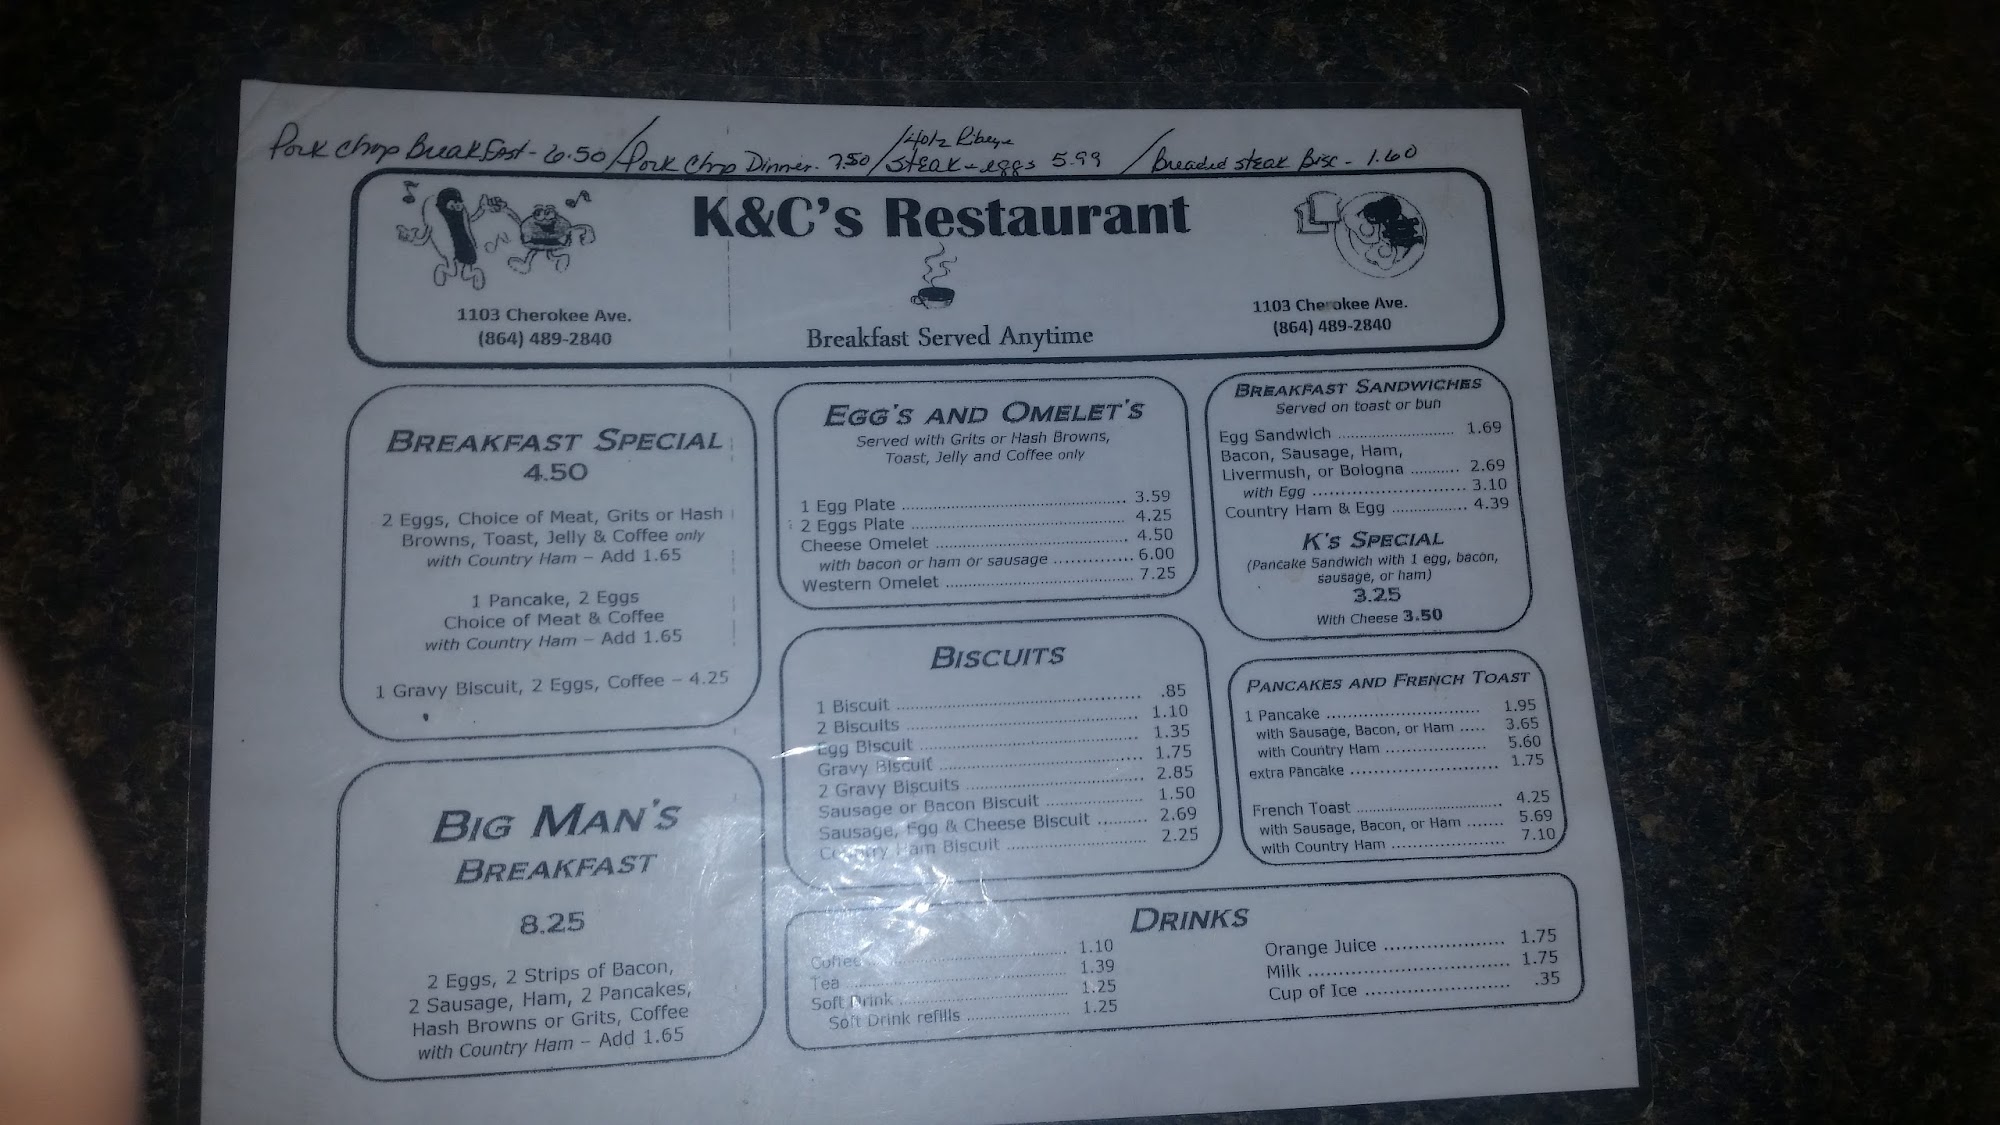 Pork Chop Breakfast - 6.50 / Pork Chop Dinner. 7.50 / 4oz Ribeye Steak - eggs 5.99 / Breaded Steak Bisc - 1.60
K&C's Restaurant
1103 Cherokee Ave.
(864) 489-2840
Breakfast Served Anytime
1103 Cherokee Ave.
(864) 489-2840
BREAKFAST SPECIAL
4.50
2 Eggs, Choice of Meat, Grits or Hash
Browns, Toast, Jelly & Coffee only
with Country Ham – Add 1.65
1 Pancake, 2 Eggs
Choice of Meat & Coffee
with Country Ham – Add 1.65
1 Gravy Biscuit, 2 Eggs, Coffee – 4.25
BIG MAN'S
BREAKFAST
8.25
2 Eggs, 2 Strips of Bacon,
2 Sausage, Ham, 2 Pancakes,
Hash Browns or Grits, Coffee
with Country Ham – Add 1.65
EGG'S AND OMELET'S
Served with Grits or Hash Browns,
Toast, Jelly and Coffee only
1 Egg Plate 3.59
2 Eggs Plate 4.25
Cheese Omelet 4.50
with bacon or ham or sausage 6.00
Western Omelet 7.25
BISCUITS
1 Biscuit .85
2 Biscuits 1.10
Egg Biscuit 1.35
Gravy Biscuit 1.75
2 Gravy Biscuits 2.85
Sausage or Bacon Biscuit 1.50
Sausage, Egg & Cheese Biscuit 2.69
Country Ham Biscuit 2.25
BREAKFAST SANDWICHES
Served on toast or bun
Egg Sandwich 1.69
Bacon, Sausage, Ham,
Livermush, or Bologna 2.69
with Egg 3.10
Country Ham & Egg 4.39
K'S SPECIAL
(Pancake Sandwich with 1 egg, bacon,
sausage, or ham)
3.25
With Cheese 3.50
PANCAKES AND FRENCH TOAST
1 Pancake 1.95
with Sausage, Bacon, or Ham 3.65
with Country Ham 5.60
extra Pancake 1.75
French Toast 4.25
with Sausage, Bacon, or Ham 5.69
with Country Ham 7.10
DRINKS
Coffee 1.10
Tea 1.39
Soft Drink 1.25
Soft Drink refills 1.25
Orange Juice 1.75
Milk 1.75
Cup of Ice .35